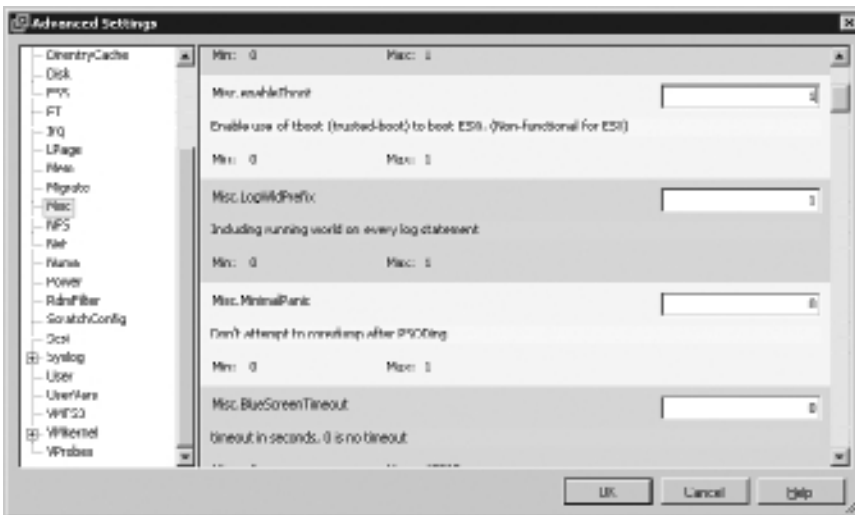 Advanced Settings
DirentryCache
Disk
FSS
FT
Irq
LPage
Mem
Migrate
Misc
NFS
Net
Numa
Power
RdmFilter
ScratchConfig
Scsi
Syslog
User
UserVars
VMFS3
VMkernel
VProbes
Min: 0 Max: 1
Misc.enableTboot 1
Enable use of tboot (trusted-boot) to boot ESX. (Non-functional for ESX)
Min: 0 Max: 1
Misc.LogWldPrefix 1
Including running world on every log statement
Min: 0 Max: 1
Misc.MinimalPanic 0
Don't attempt to coredump after PSODing
Min: 0 Max: 1
Misc.BlueScreenTimeout 0
timeout in seconds, 0 is no timeout
OK Cancel Help